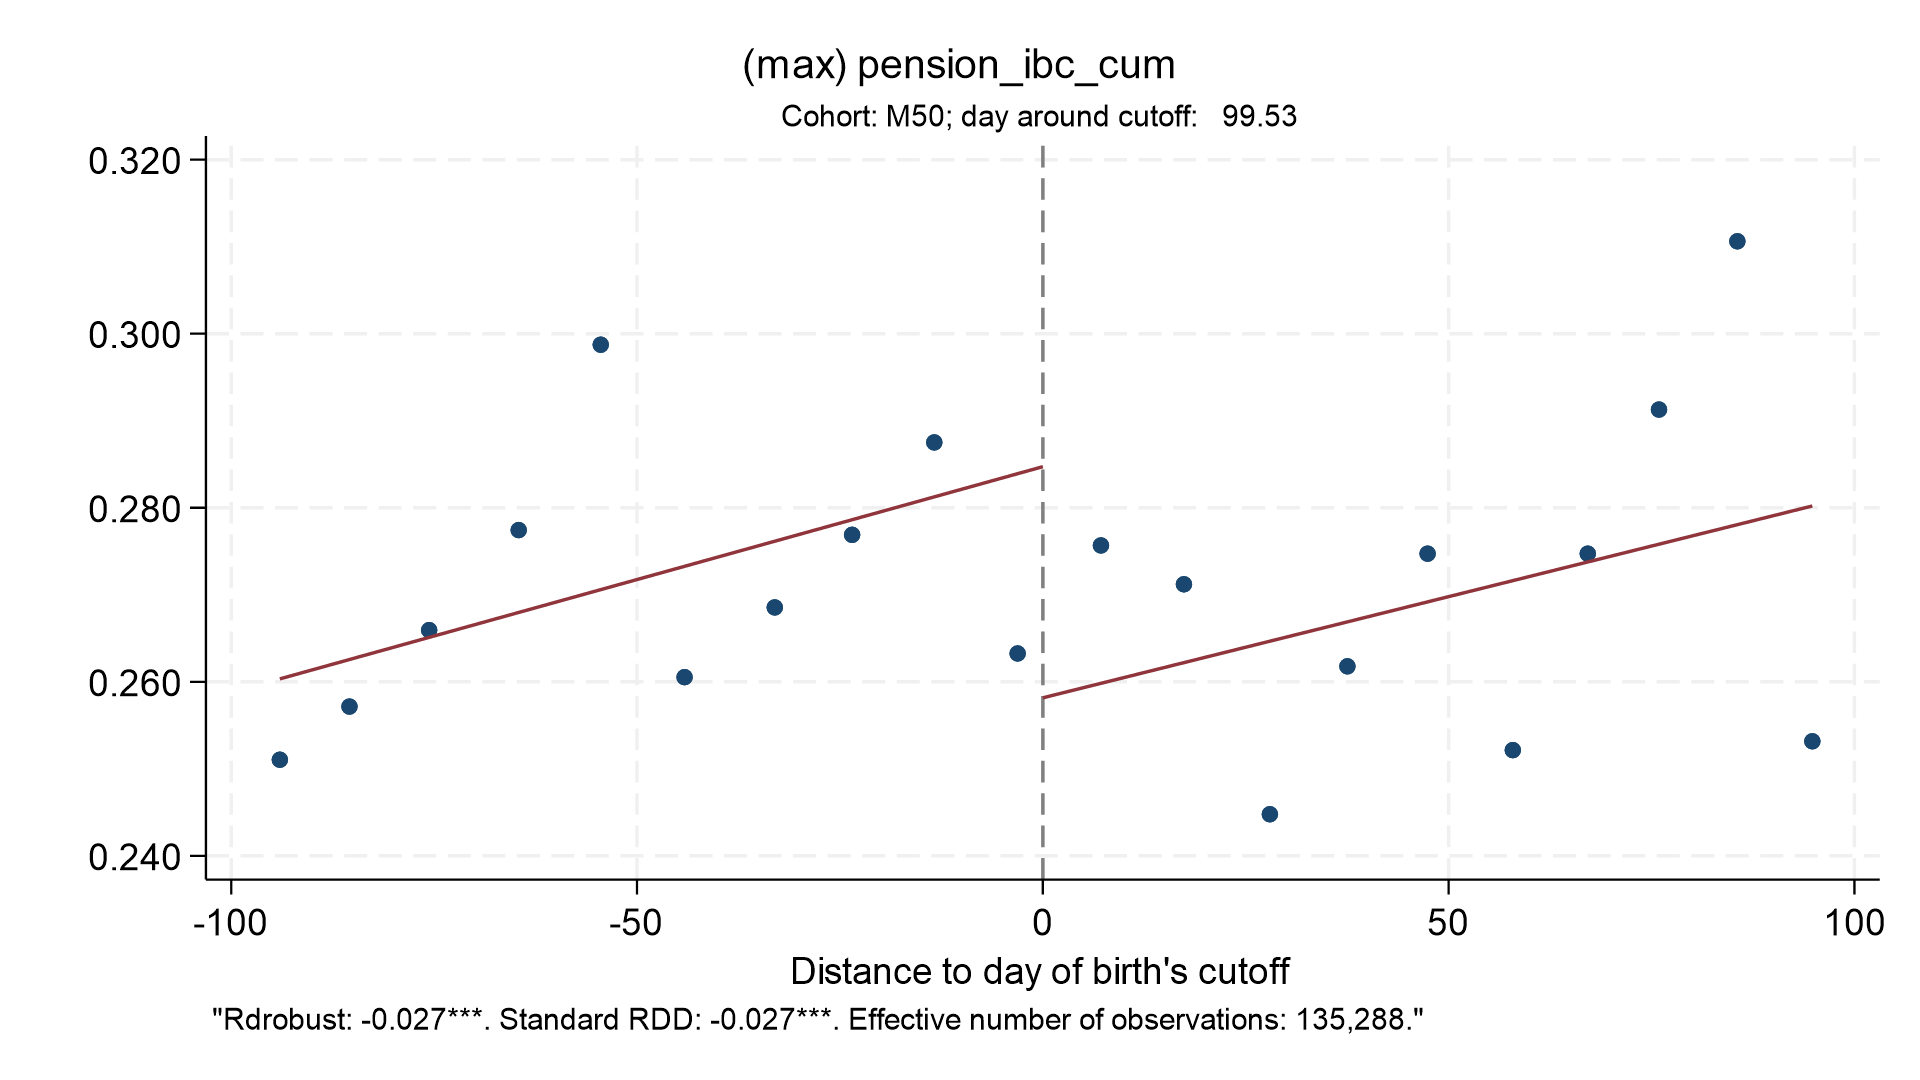 (max) pension_ibc_cum
Cohort: M50; day around cutoff:   99.53
0.320
0.300
0.280
0.260
0.240
-100
-50
0
50
100
Distance to day of birth's cutoff
"Rdrobust: -0.027***. Standard RDD: -0.027***. Effective number of observations: 135,288."